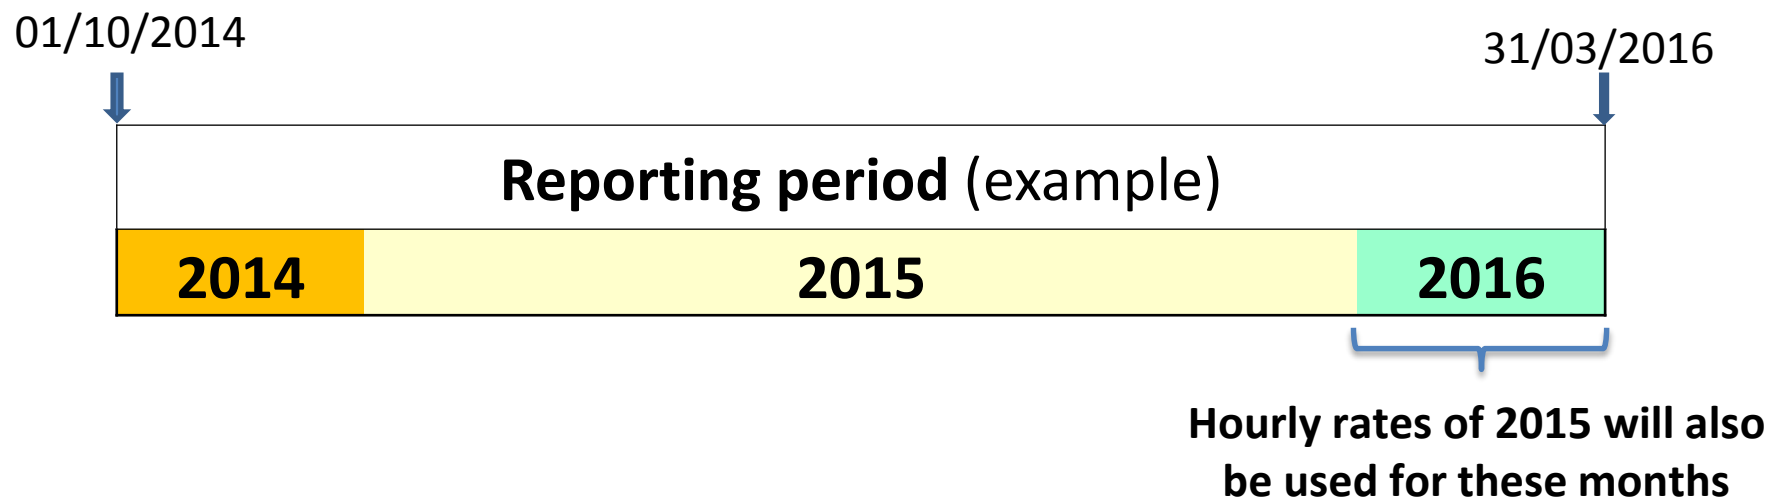 01/10/2014
31/03/2016
Reporting period (example)
2014 2015 2016
Hourly rates of 2015 will also
be used for these months